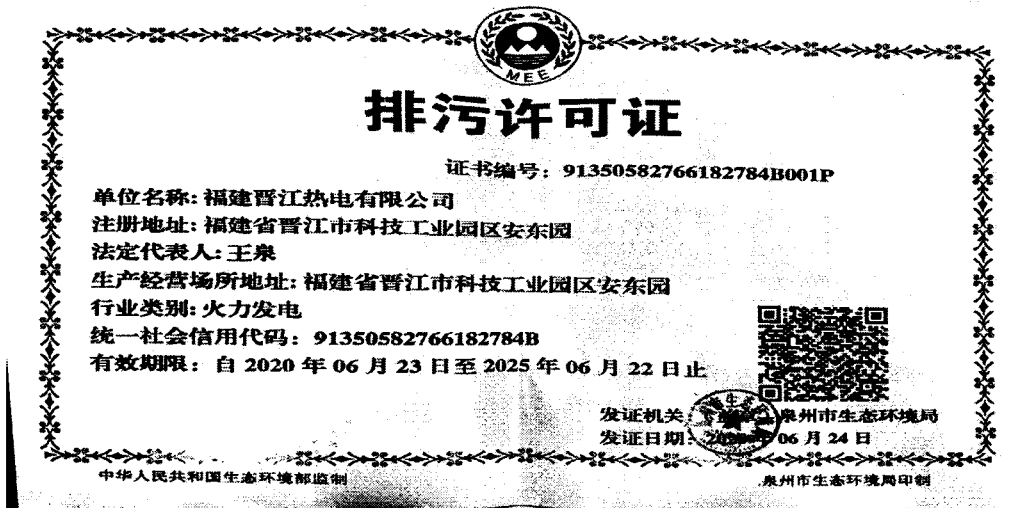 MEE
排污许可证
证书编号：91350582766182784B001P
单位名称：福建晋江热电有限公司
注册地址：福建省晋江市科技工业园区安东园
法定代表人：王泉
生产经营场所地址：福建省晋江市科技工业园区安东园
行业类别：火力发电
统一社会信用代码：91350582766182784B
有效期限：自 2020 年 06 月 23 日至 2025 年 06 月 22 日止
发证机关 泉州市生态环境局
发证日期： 年 06 月 24 日
中华人民共和国生态环境部监制
泉州市生态环境局印制